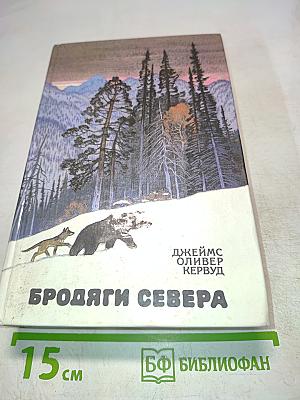 ДЖЕЙМС
ОЛИВЕР
КЕРВУД
БРОДЯГИ СЕВЕРА
15 см
БФ БИБЛИОФАН